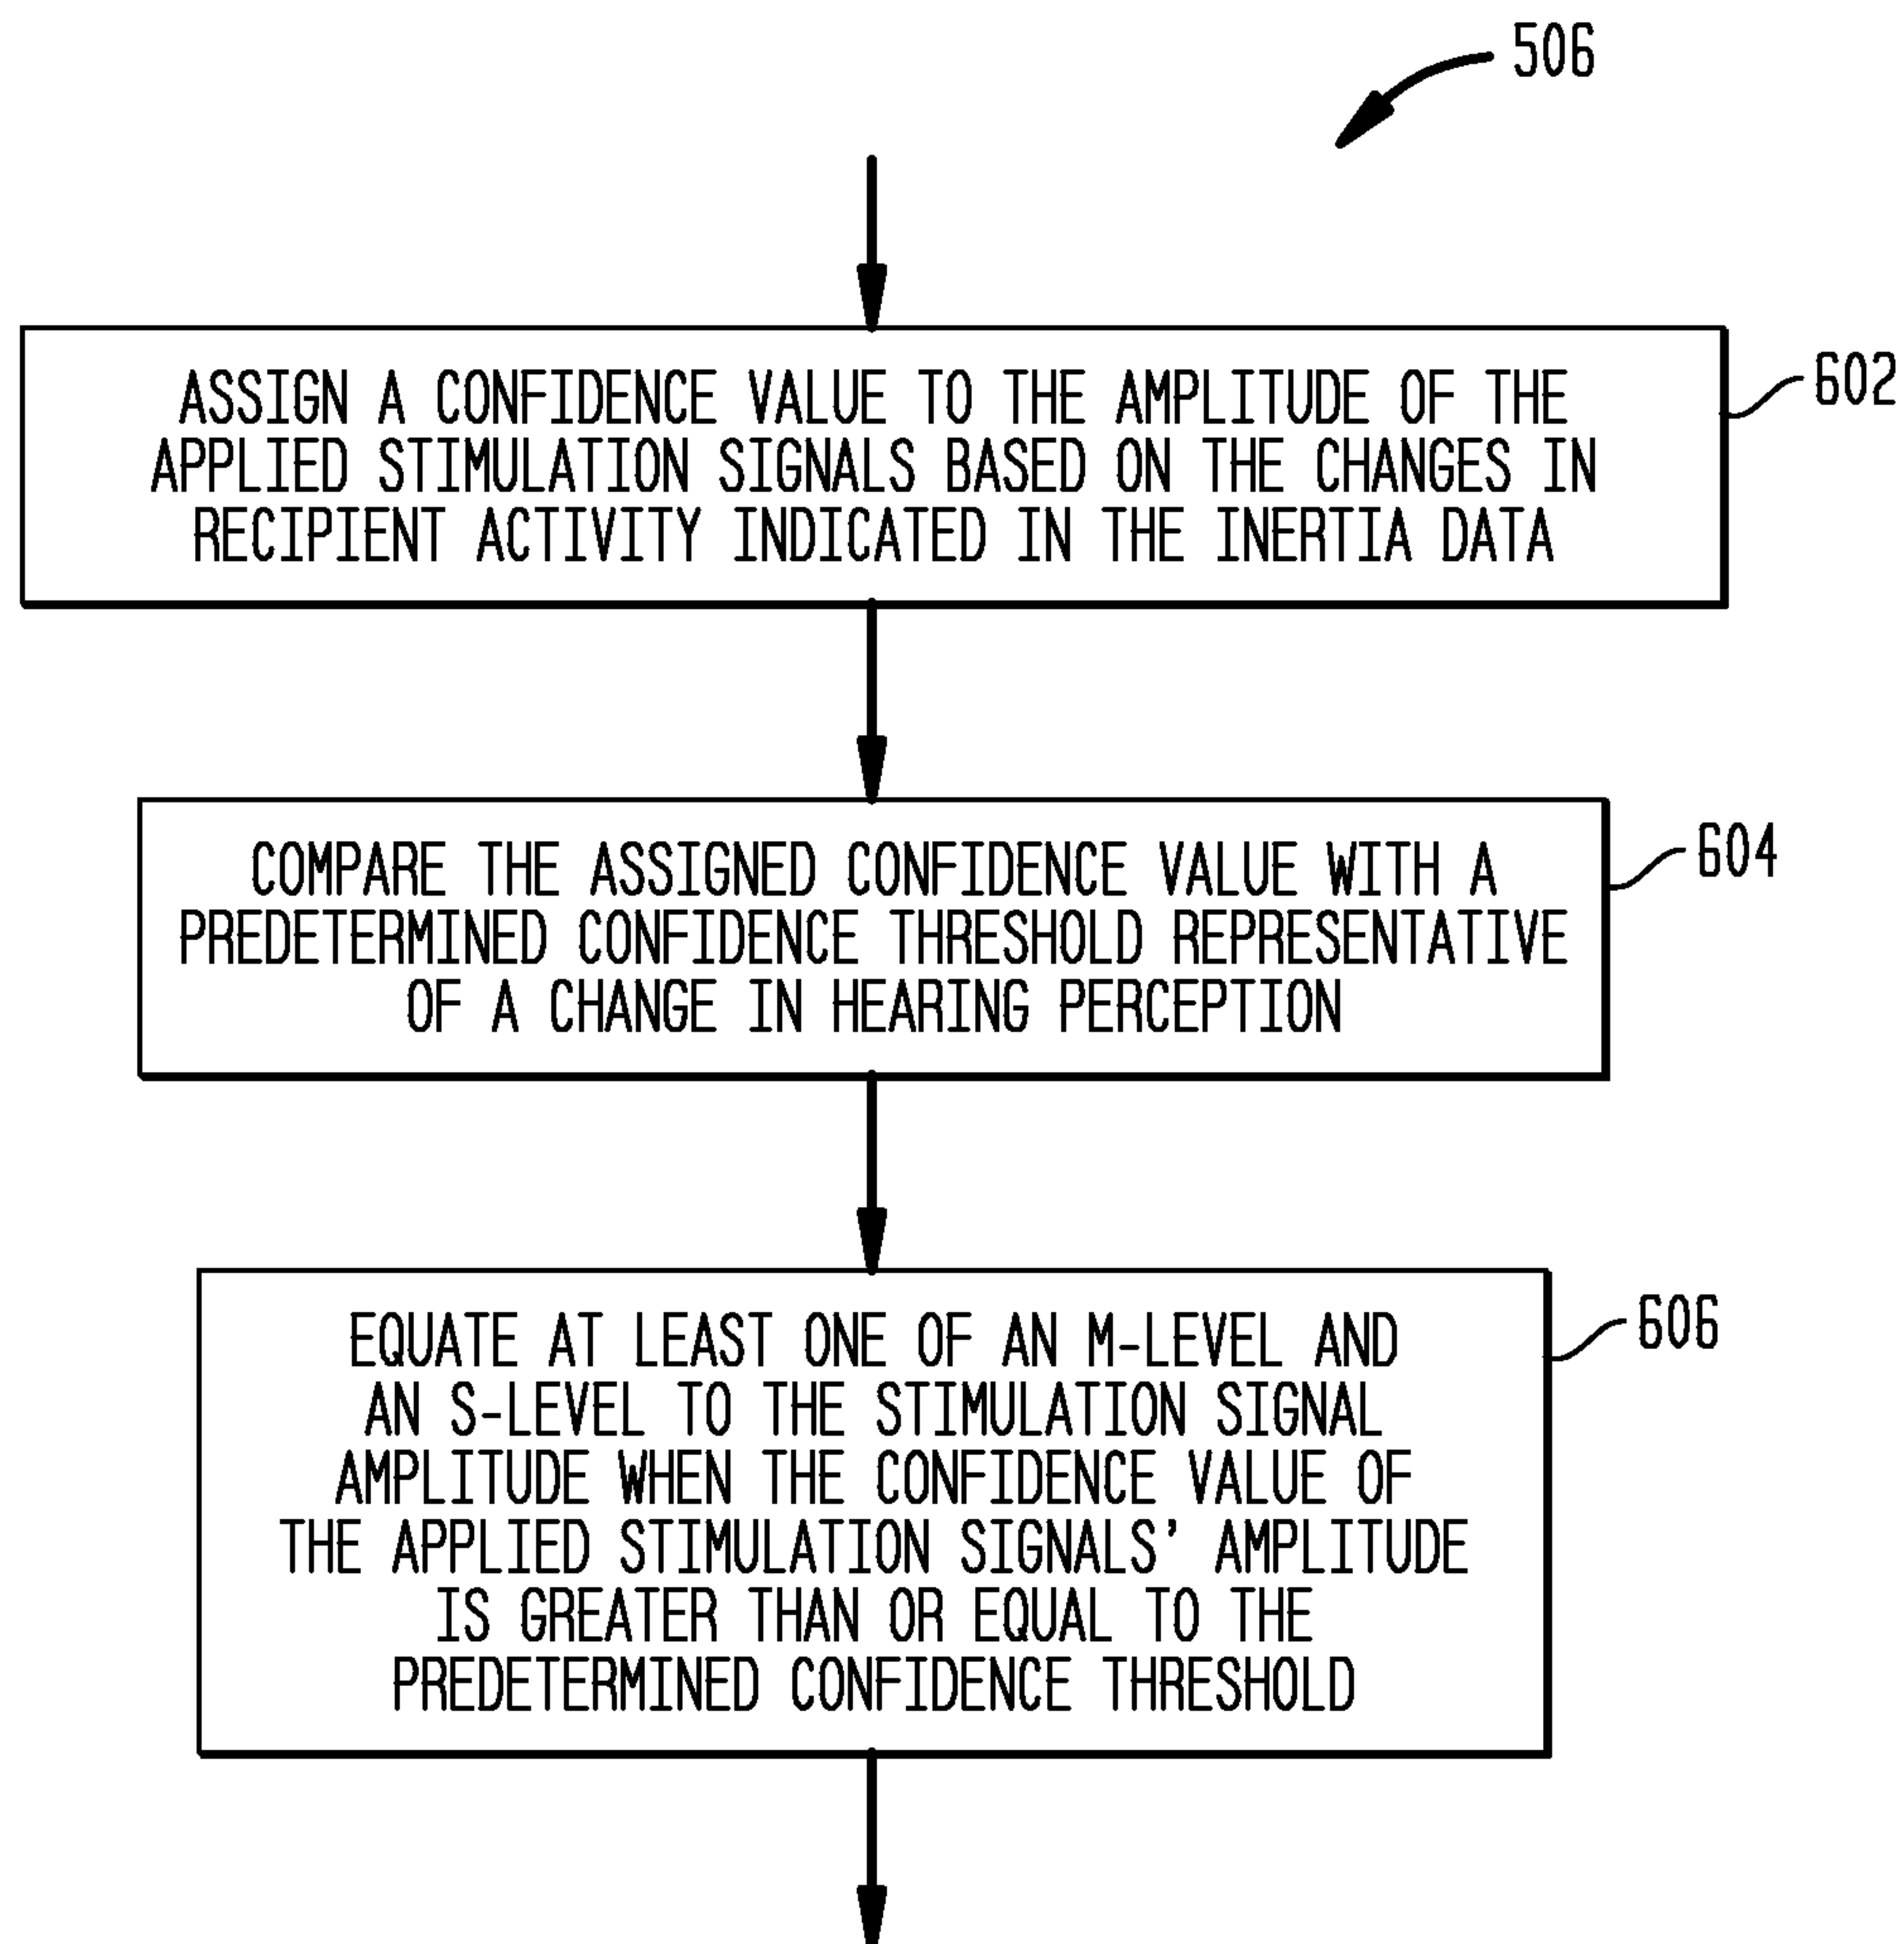 506
ASSIGN A CONFIDENCE VALUE TO THE AMPLITUDE OF THE
APPLIED STIMULATION SIGNALS BASED ON THE CHANGES IN
RECIPIENT ACTIVITY INDICATED IN THE INERTIA DATA
602
COMPARE THE ASSIGNED CONFIDENCE VALUE WITH A
PREDETERMINED CONFIDENCE THRESHOLD REPRESENTATIVE
OF A CHANGE IN HEARING PERCEPTION
604
EQUATE AT LEAST ONE OF AN M-LEVEL AND
AN S-LEVEL TO THE STIMULATION SIGNAL
AMPLITUDE WHEN THE CONFIDENCE VALUE OF
THE APPLIED STIMULATION SIGNALS' AMPLITUDE
IS GREATER THAN OR EQUAL TO THE
PREDETERMINED CONFIDENCE THRESHOLD
606